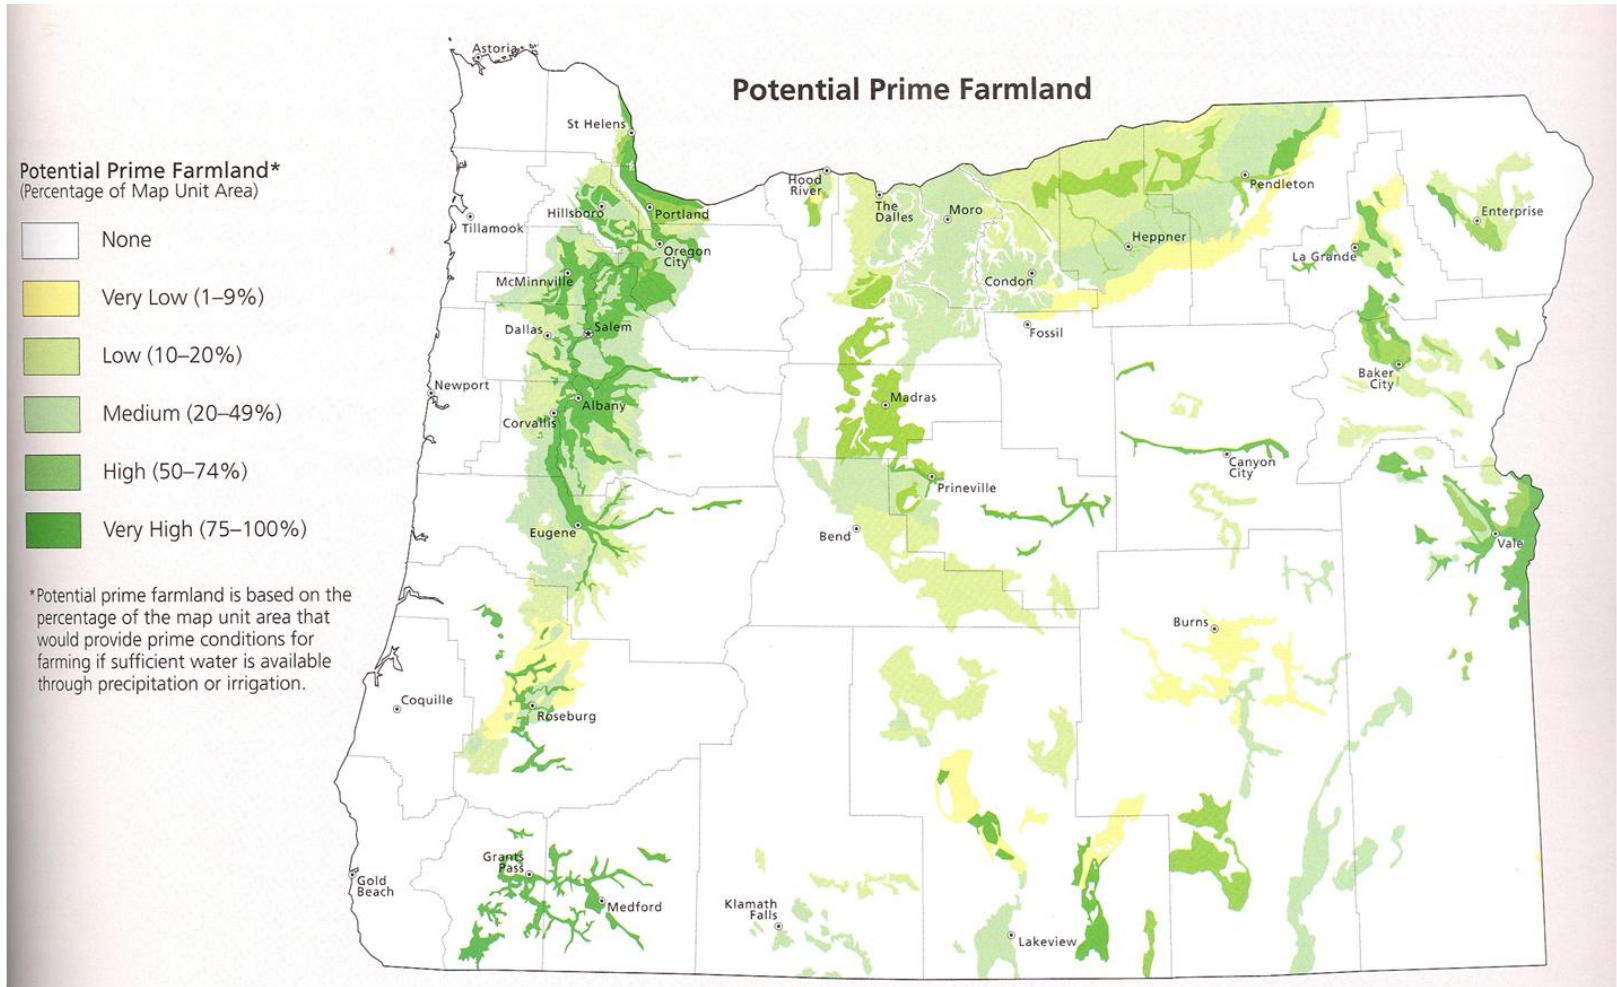 Potential Prime Farmland
Potential Prime Farmland*
(Percentage of Map Unit Area)
None
Very Low (1–9%)
Low (10–20%)
Medium (20–49%)
High (50–74%)
Very High (75–100%)
*Potential prime farmland is based on the
percentage of the map unit area that
would provide prime conditions for
farming if sufficient water is available
through precipitation or irrigation.
Astoria
St Helens
Hood
River
The
Dalles
Moro
Pendleton
Hillsboro
Portland
Tillamook
Oregon
City
Heppner
Enterprise
La Grande
McMinnville
Condon
Dallas
Salem
Fossil
Newport
Albany
Madras
Baker
City
Corvallis
Canyon
City
Prineville
Eugene
Bend
Vale
Burns
Coquille
Roseburg
Grants
Pass
Gold
Beach
Medford
Klamath
Falls
Lakeview